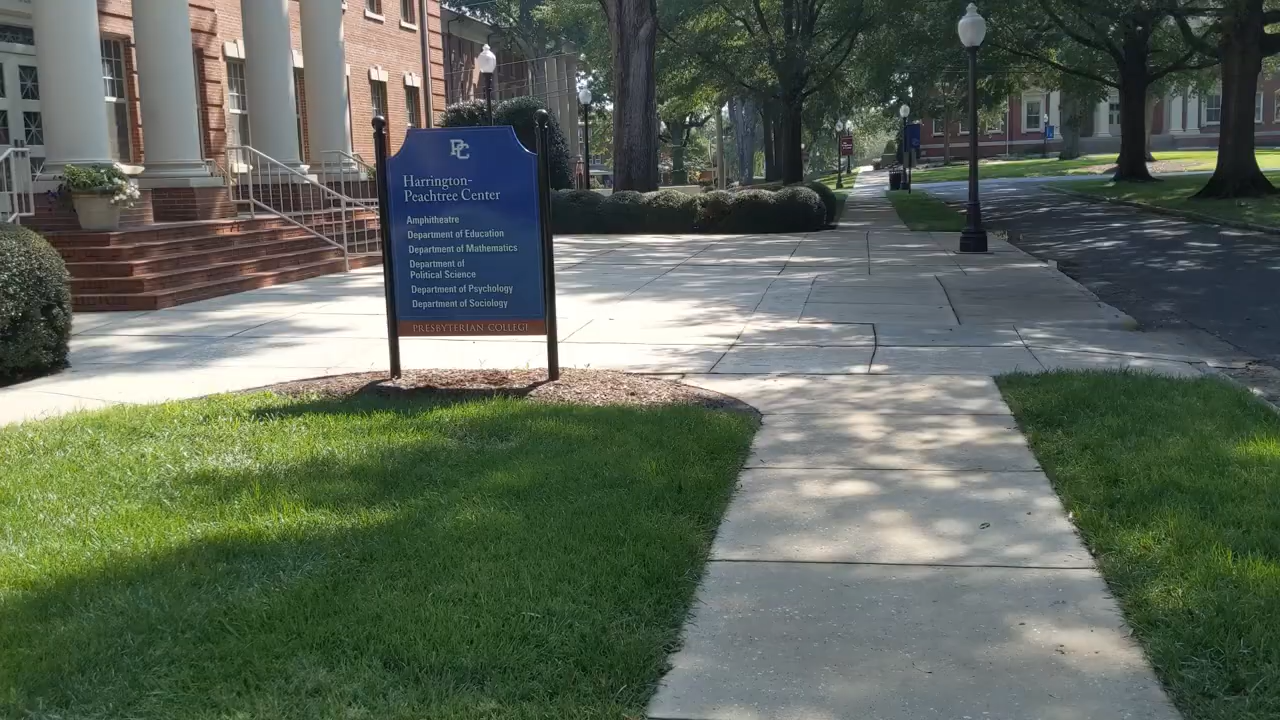 PC
Harrington-
Peachtree Center
Amphitheatre
Department of Education
Department of Mathematics
Department of
Political Science
Department of Psychology
Department of Sociology
PRESBYTERIAN COLLEGE